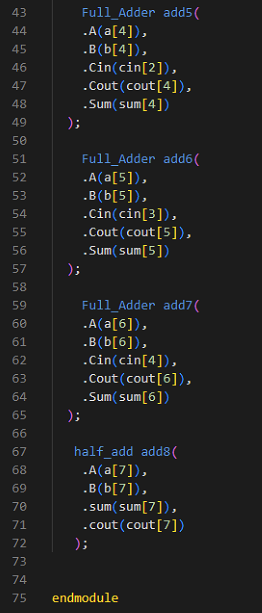 43 Full_Adder add5(
44 .A(a[4]),
45 .B(b[4]),
46 .Cin(cin[2]),
47 .Cout(cout[4]),
48 .Sum(sum[4])
49 );
50
51 Full_Adder add6(
52 .A(a[5]),
53 .B(b[5]),
54 .Cin(cin[3]),
55 .Cout(cout[5]),
56 .Sum(sum[5])
57 );
58
59 Full_Adder add7(
60 .A(a[6]),
61 .B(b[6]),
62 .Cin(cin[4]),
63 .Cout(cout[6]),
64 .Sum(sum[6])
65 );
66
67 half_add add8(
68 .A(a[7]),
69 .B(b[7]),
70 .sum(sum[7]),
71 .cout(cout[7])
72 );
73
74
75 endmodule